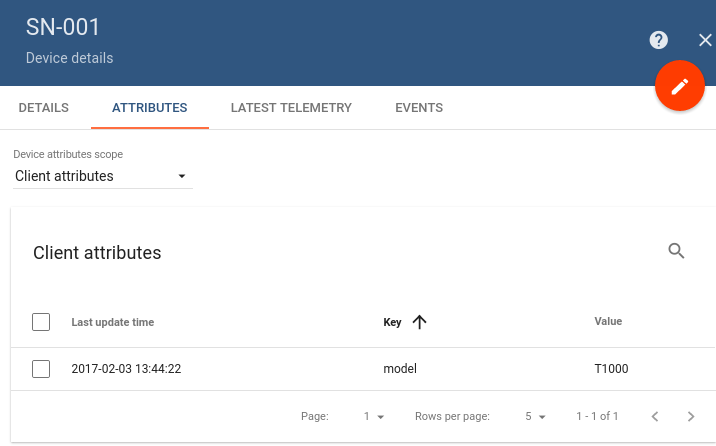 SN-001
Device details
DETAILS ATTRIBUTES LATEST TELEMETRY EVENTS
Device attributes scope
Client attributes
Client attributes
Last update time Key Value
2017-02-03 13:44:22 model T1000
Page: 1 Rows per page: 5 1 - 1 of 1